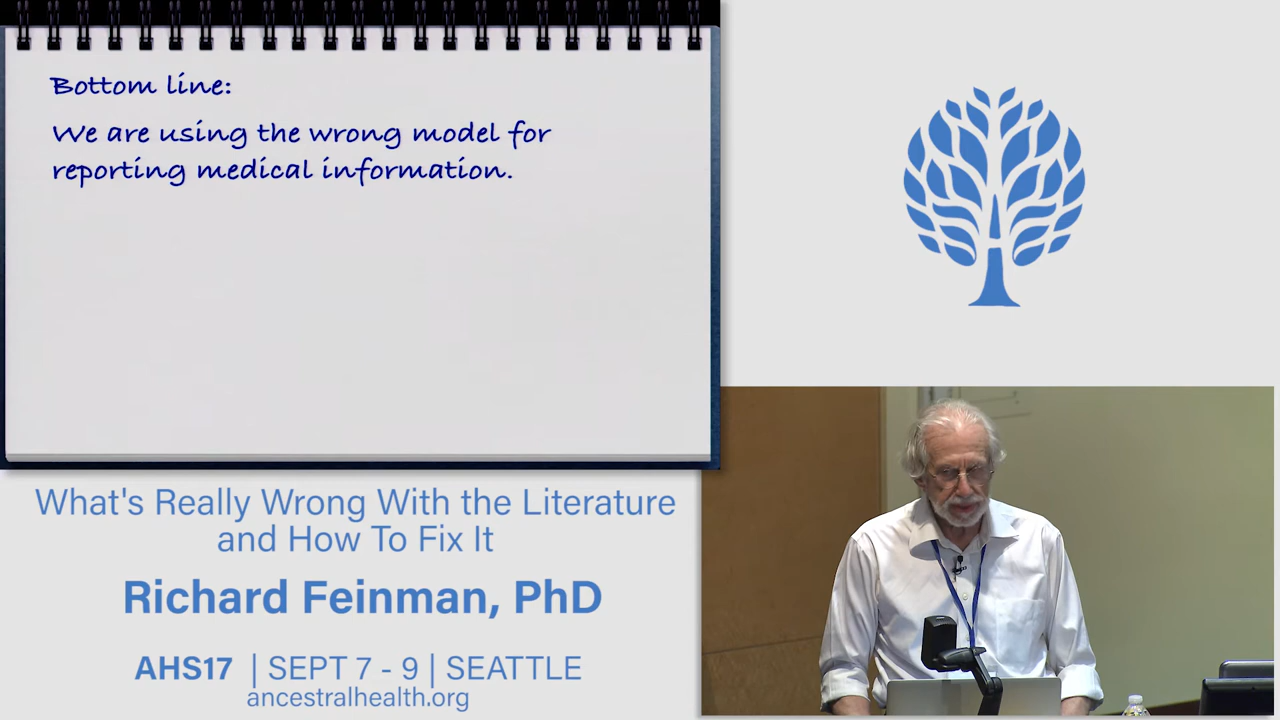 Bottom line:
We are using the wrong model for
reporting medical information.
What's Really Wrong With the Literature
and How To Fix It
Richard Feinman, PhD
AHS17 | SEPT 7 - 9 | SEATTLE
ancestralhealth.org